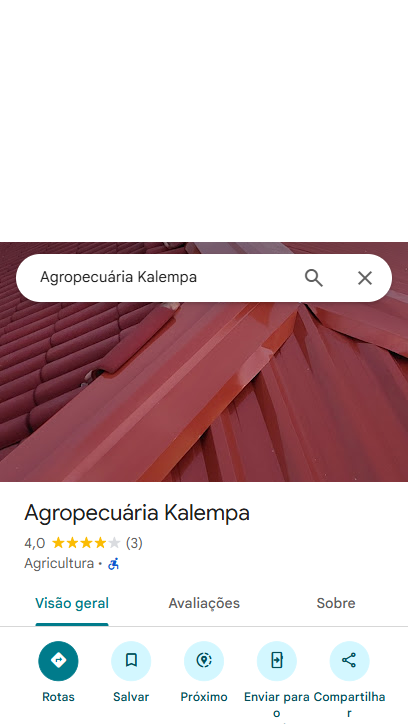 Agropecuária Kalempa
Agropecuária Kalempa
4,0 (3)
Agricultura ·
Visão geral Avaliações Sobre
Rotas Salvar Próximo Enviar para o Compartilhar